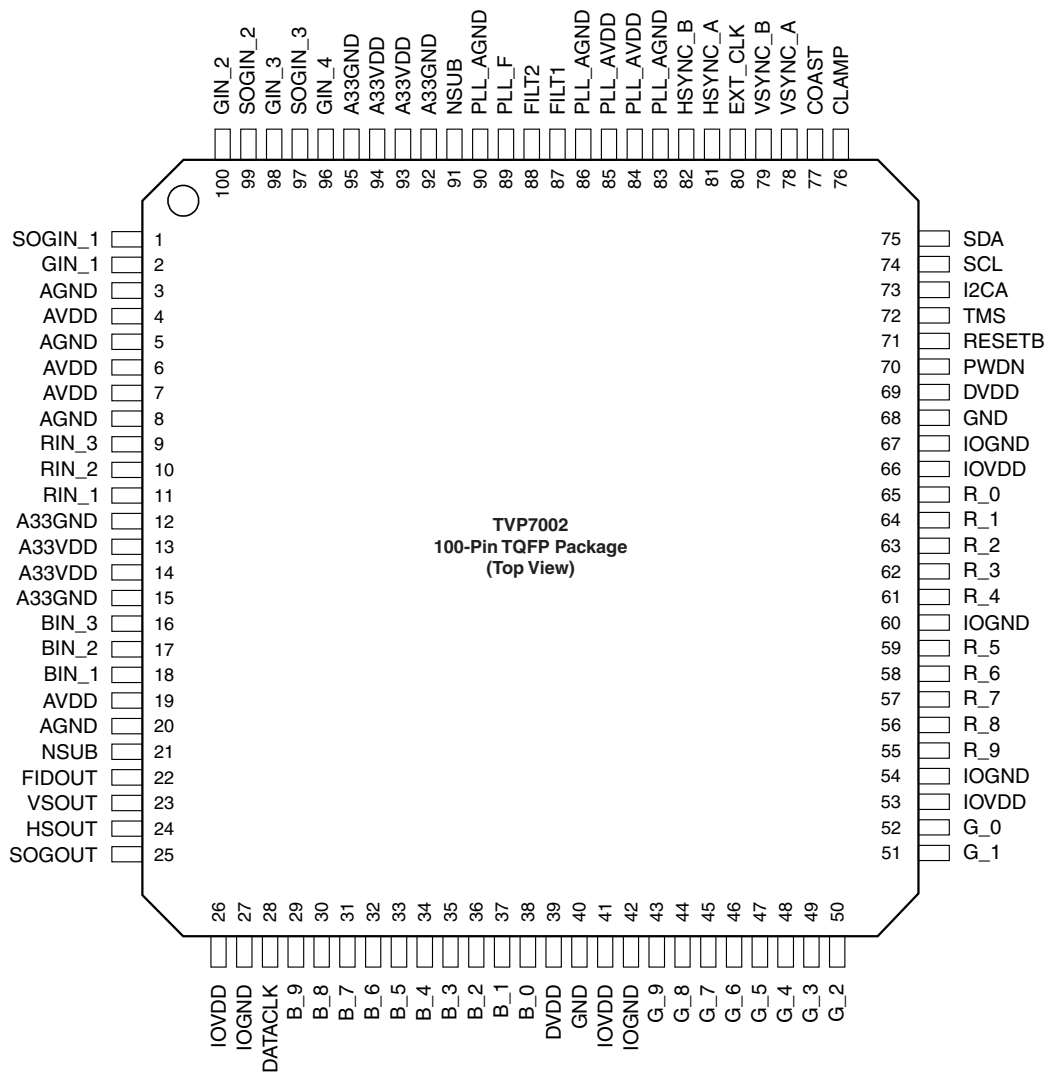 GIN_2
SOGIN_2
GIN_3
SOGIN_3
GIN_4
A33GND
A33VDD
A33VDD
A33GND
NSUB
PLL_AGND
PLL_F
FILT2
FILT1
PLL_AGND
PLL_AVDD
PLL_AVDD
PLL_AGND
HSYNC_B
HSYNC_A
EXT_CLK
VSYNC_B
VSYNC_A
COAST
CLAMP
100
99
98
97
96
95
94
93
92
91
90
89
88
87
86
85
84
83
82
81
80
79
78
77
76
SOGIN_1 1
GIN_1 2
AGND 3
AVDD 4
AGND 5
AVDD 6
AVDD 7
AGND 8
RIN_3 9
RIN_2 10
RIN_1 11
A33GND 12
A33VDD 13
A33VDD 14
A33GND 15
BIN_3 16
BIN_2 17
BIN_1 18
AVDD 19
AGND 20
NSUB 21
FIDOUT 22
VSOUT 23
HSOUT 24
SOGOUT 25
TVP7002
100-Pin TQFP Package
(Top View)
75 SDA
74 SCL
73 I2CA
72 TMS
71 RESETB
70 PWDN
69 DVDD
68 GND
67 IOGND
66 IOVDD
65 R_0
64 R_1
63 R_2
62 R_3
61 R_4
60 IOGND
59 R_5
58 R_6
57 R_7
56 R_8
55 R_9
54 IOGND
53 IOVDD
52 G_0
51 G_1
26
27
28
29
30
31
32
33
34
35
36
37
38
39
40
41
42
43
44
45
46
47
48
49
50
IOVDD
IOGND
DATACLK
B_9
B_8
B_7
B_6
B_5
B_4
B_3
B_2
B_1
B_0
DVDD
GND
IOVDD
IOGND
G_9
G_8
G_7
G_6
G_5
G_4
G_3
G_2